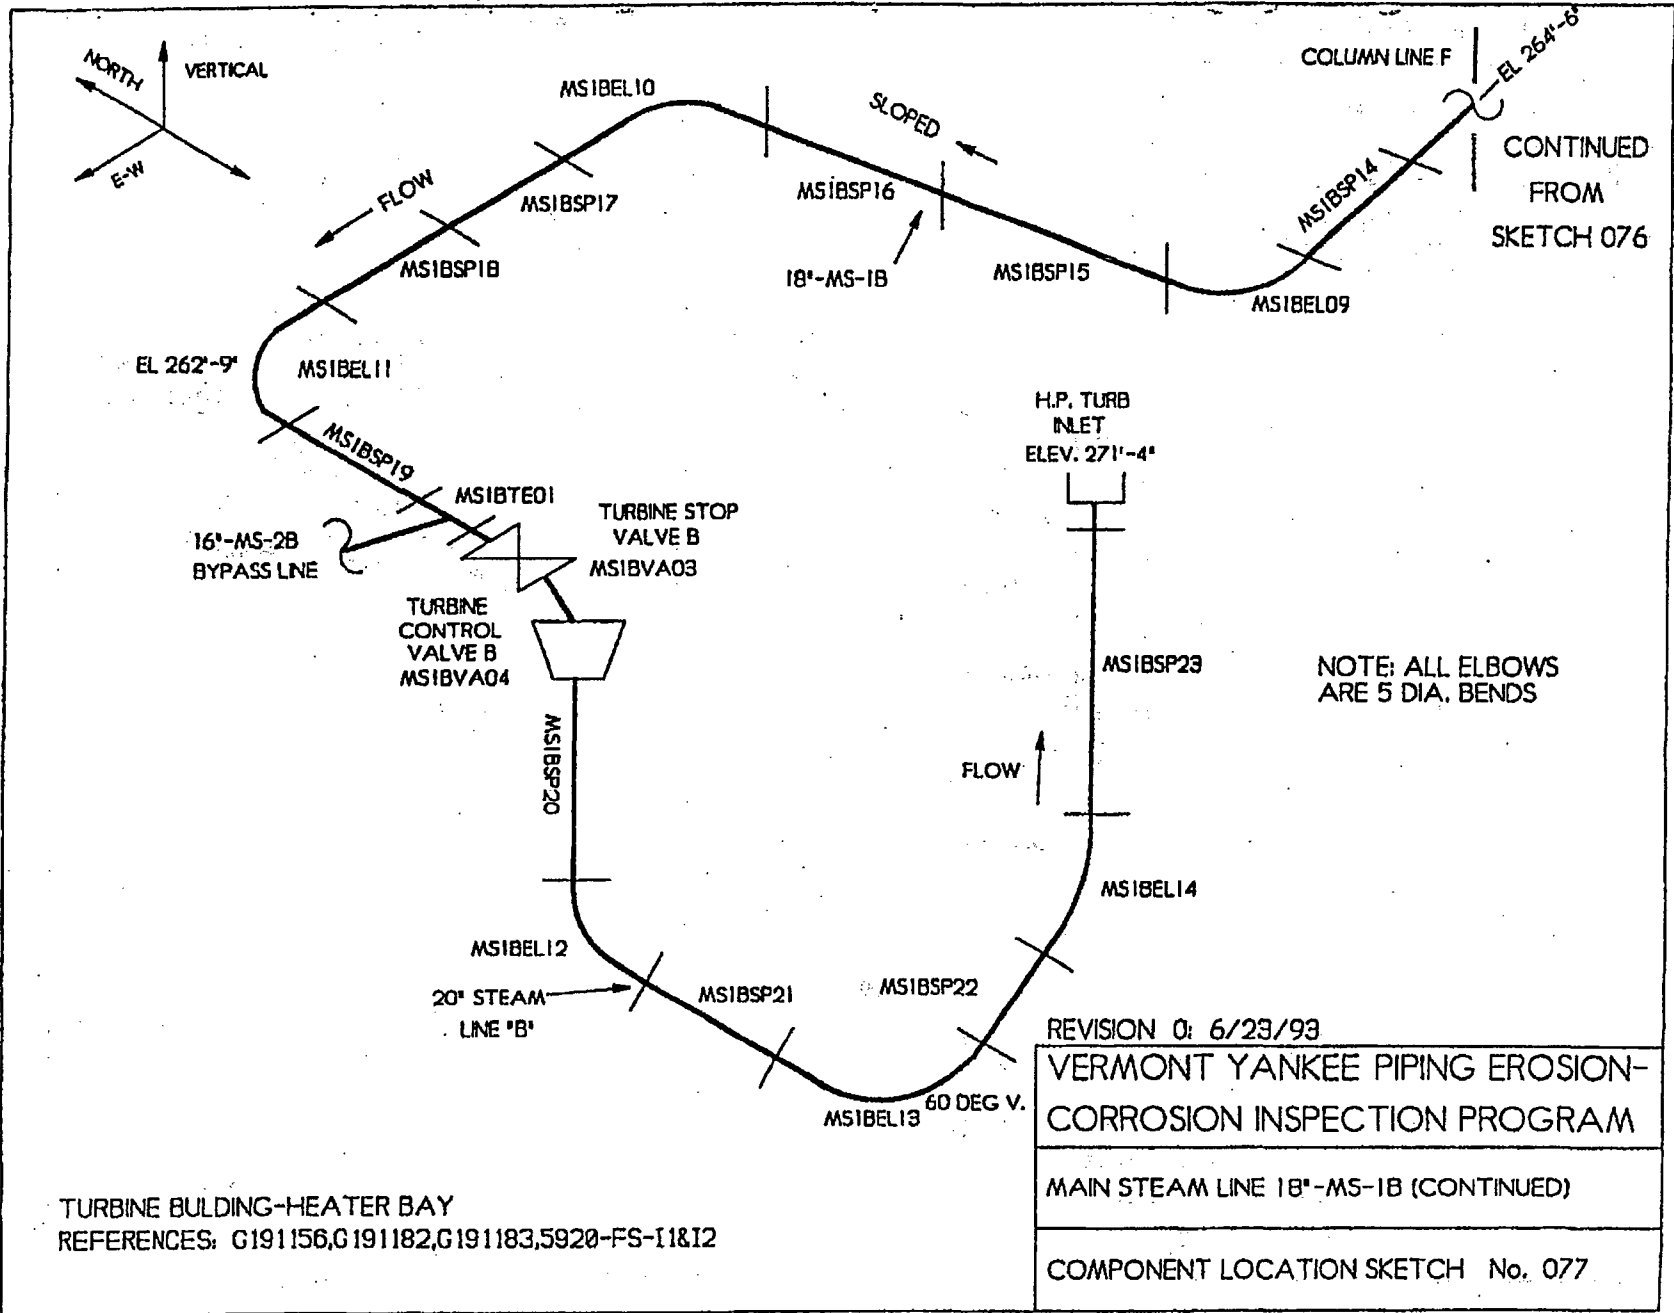 NORTH
VERTICAL
E-W
MS1BEL10
SLOPED
COLUMN LINE F
EL 264'-6"
CONTINUED
FROM
SKETCH 076
FLOW
MS1BSP17
MS1BSP16
MS1BSP14
MS1BSP18
18"-MS-1B
MS1BSP15
MS1BEL09
EL 262'-9"
MS1BEL11
MS1BSP19
MS1BTE01
H.P. TURB
INLET
ELEV. 271'-4"
16"-MS-2B
BYPASS LINE
TURBINE STOP
VALVE B
MS1BVA03
TURBINE
CONTROL
VALVE B
MS1BVA04
MS1BSP23
NOTE: ALL ELBOWS
ARE 5 DIA. BENDS
MS1BSP20
FLOW
MS1BEL14
MS1BEL12
20" STEAM
LINE "B"
MS1BSP21
MS1BSP22
MS1BEL13
60 DEG V.
REVISION 0: 6/23/93
VERMONT YANKEE PIPING EROSION-
CORROSION INSPECTION PROGRAM
MAIN STEAM LINE 18"-MS-1B (CONTINUED)
COMPONENT LOCATION SKETCH No. 077
TURBINE BULDING-HEATER BAY
REFERENCES: G191156,G191182,G191183,5920-FS-I1&I2